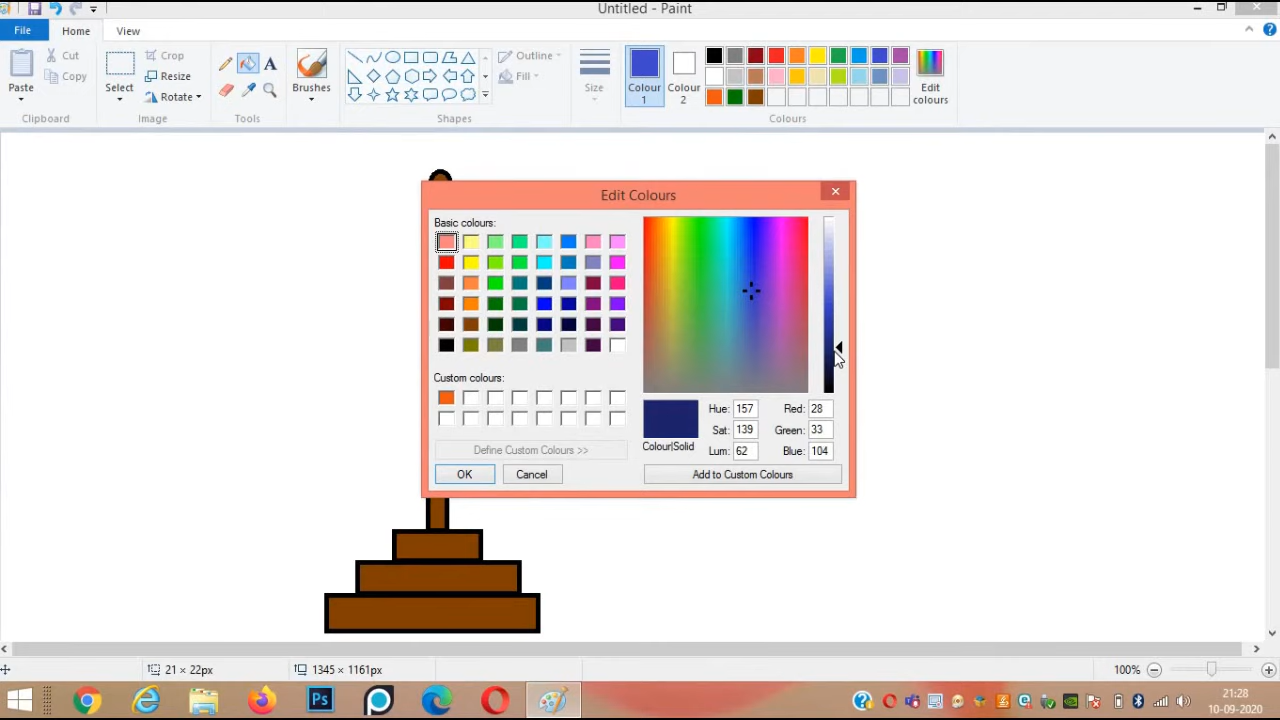 Untitled - Paint
File
Home
View
Paste
Cut
Copy
Clipboard
Select
Crop
Resize
Rotate
Image
A
Tools
Brushes
Shapes
Outline
Fill
Size
Colour 1
Colour 2
Edit colours
Colours
Edit Colours
Basic colours:
Custom colours:
Define Custom Colours >>
OK
Cancel
Colour|Solid
Hue: 157
Sat: 139
Lum: 62
Red: 28
Green: 33
Blue: 104
Add to Custom Colours
21 × 22px
1345 × 1161px
100%
Ps
21:28
10-09-2020